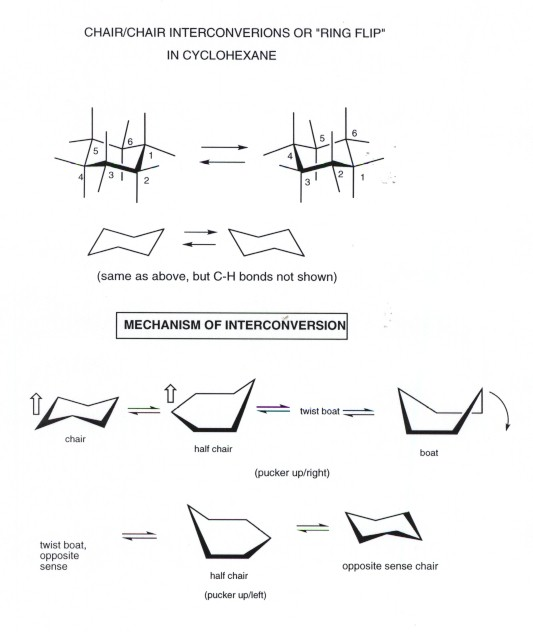 CHAIR/CHAIR INTERCONVERIONS OR "RING FLIP"
IN CYCLOHEXANE
5
6
1
4
3
2
5
6
4
3
2
1
(same as above, but C-H bonds not shown)
MECHANISM OF INTERCONVERSION
chair
half chair
twist boat
boat
(pucker up/right)
twist boat,
opposite
sense
half chair
opposite sense chair
(pucker up/left)